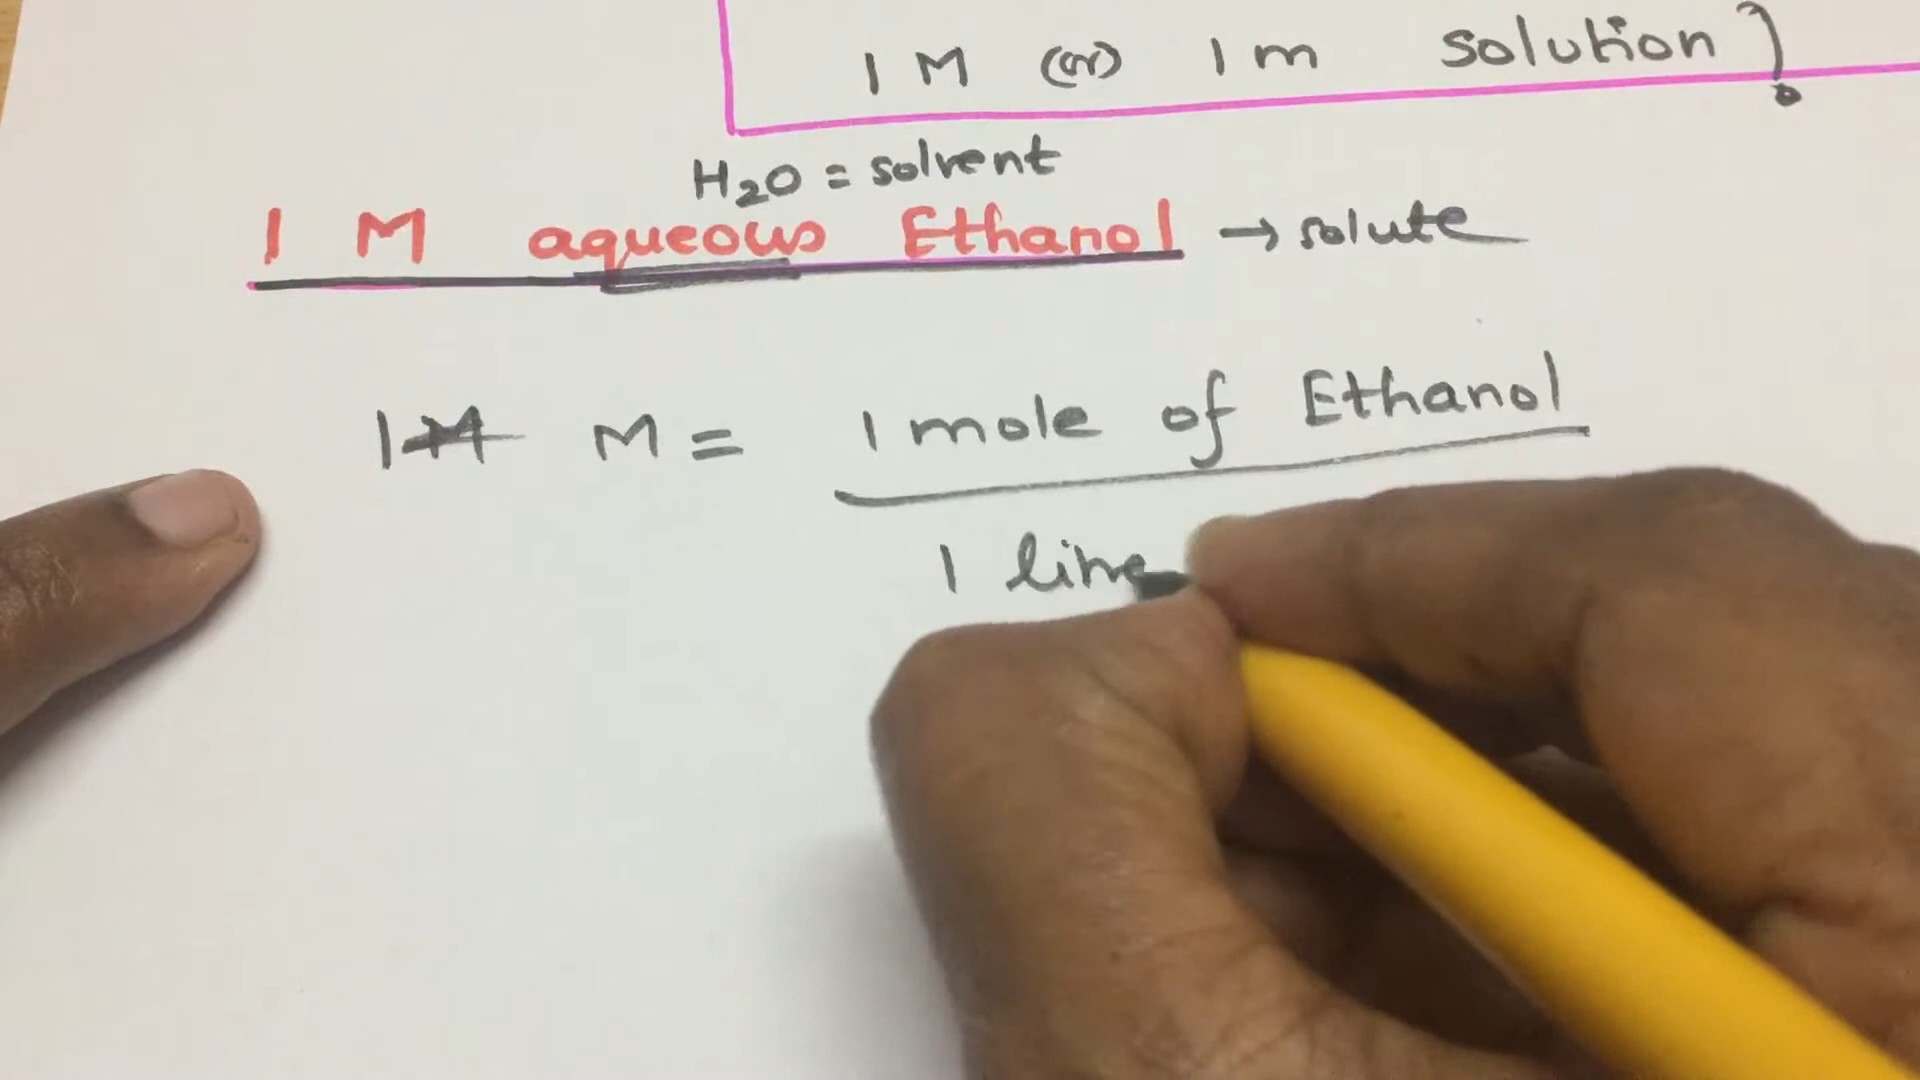 1 M (or) 1 m solution ?
H2O = solvent
1 M aqueous Ethanol → solute
1 M M = 1 mole of Ethanol
1 litre